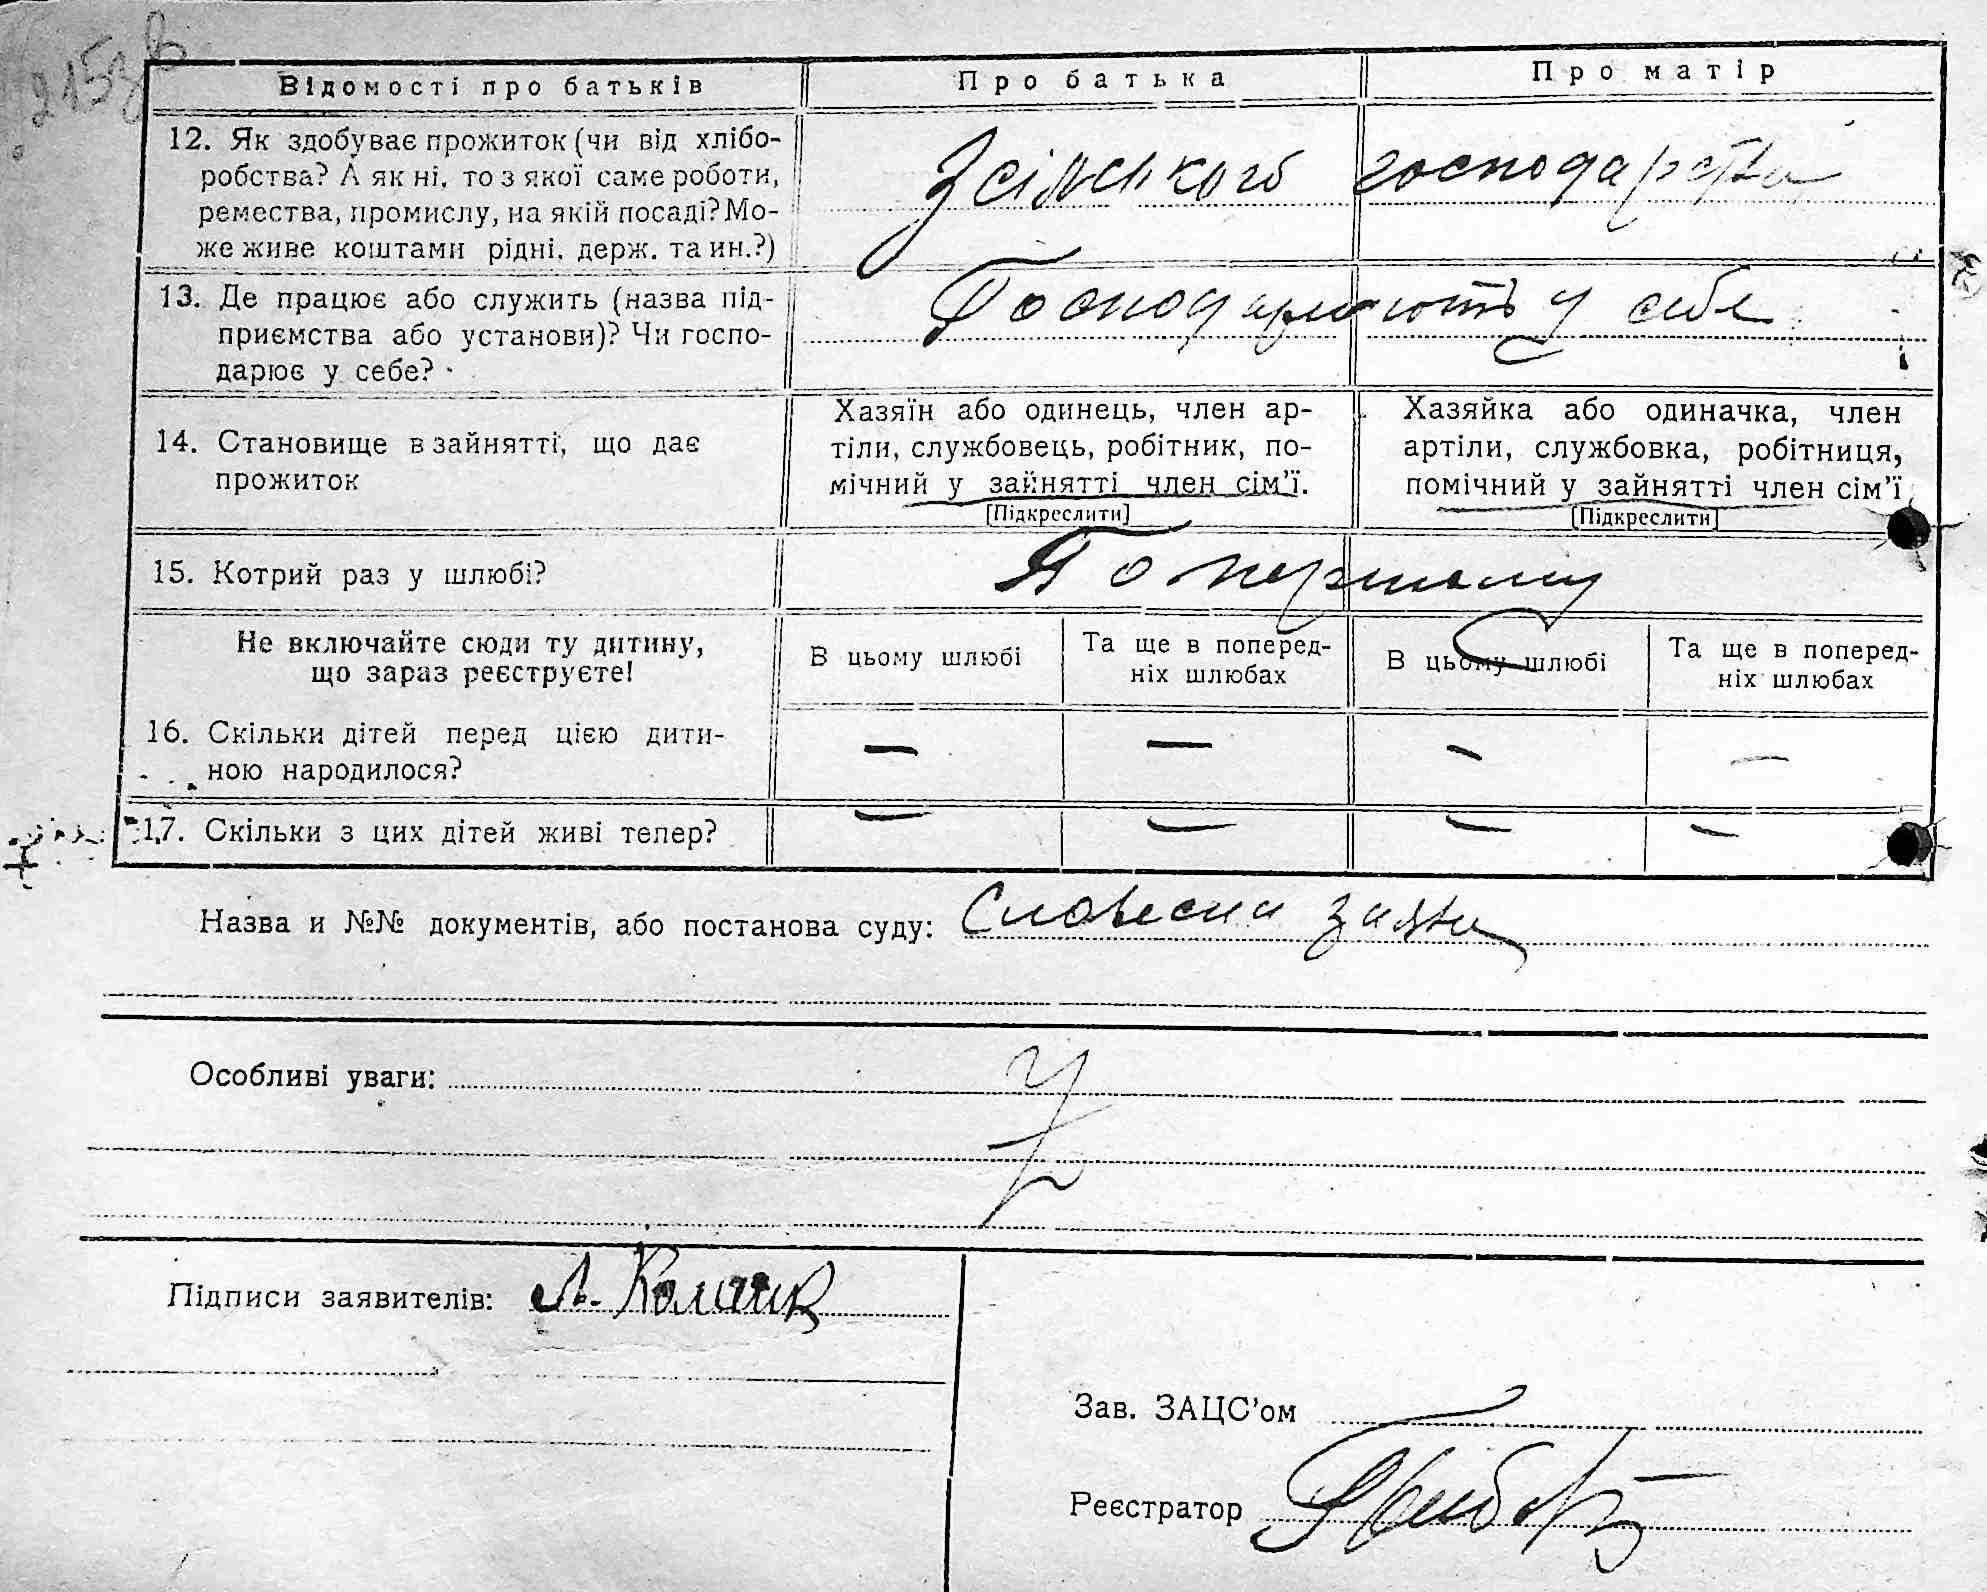 215зв
Відомості про батьків
Про батька
Про матір
12. Як здобуває прожиток (чи від хлібо-
робства? А як ні, то з якої саме роботи,
ремества, промислу, на якій посаді? Мо-
же живе коштами рідні, держ. та ин.?)
З сільського господарства
13. Де працює або служить (назва під-
приємства або установи)? Чи госпо-
дарює у себе?
Господарюють у себе
14. Становище в зайнятті, що дає
прожиток
Хазяїн або одинець, член ар-
тіли, службовець, робітник, по-
мічний у зайнятті член сім'ї.
[Підкреслити]
Хазяйка або одиначка, член
артіли, службовка, робітниця,
помічний у зайнятті член сім'ї
[Підкреслити]
15. Котрий раз у шлюбі?
По першому
Не включайте сюди ту дитину,
що зараз реєструєте!
В цьому шлюбі
Та ще в поперед-
ніх шлюбах
В цьому шлюбі
Та ще в поперед-
ніх шлюбах
16. Скільки дітей перед цією дити-
ною народилося?
— — — —
17. Скільки з цих дітей живі тепер?
— — — —
Назва и №№ документів, або постанова суду: Словесна заява
Особливі уваги:
Підписи заявителів:
Зав. ЗАЦС'ом
Реєстратор